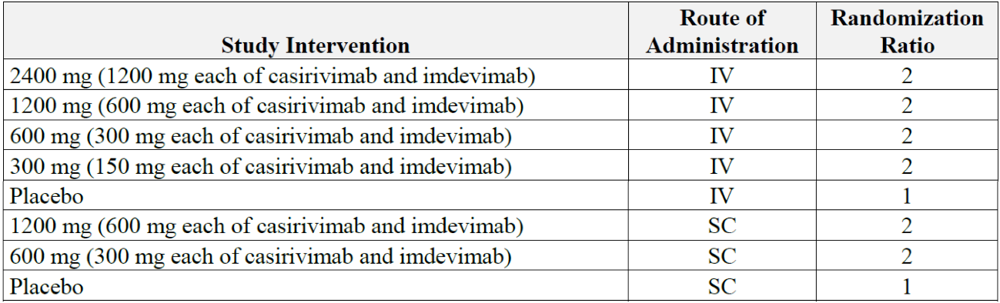 Study Intervention Route of Administration Randomization Ratio
2400 mg (1200 mg each of casirivimab and imdevimab) IV 2
1200 mg (600 mg each of casirivimab and imdevimab) IV 2
600 mg (300 mg each of casirivimab and imdevimab) IV 2
300 mg (150 mg each of casirivimab and imdevimab) IV 2
Placebo IV 1
1200 mg (600 mg each of casirivimab and imdevimab) SC 2
600 mg (300 mg each of casirivimab and imdevimab) SC 2
Placebo SC 1